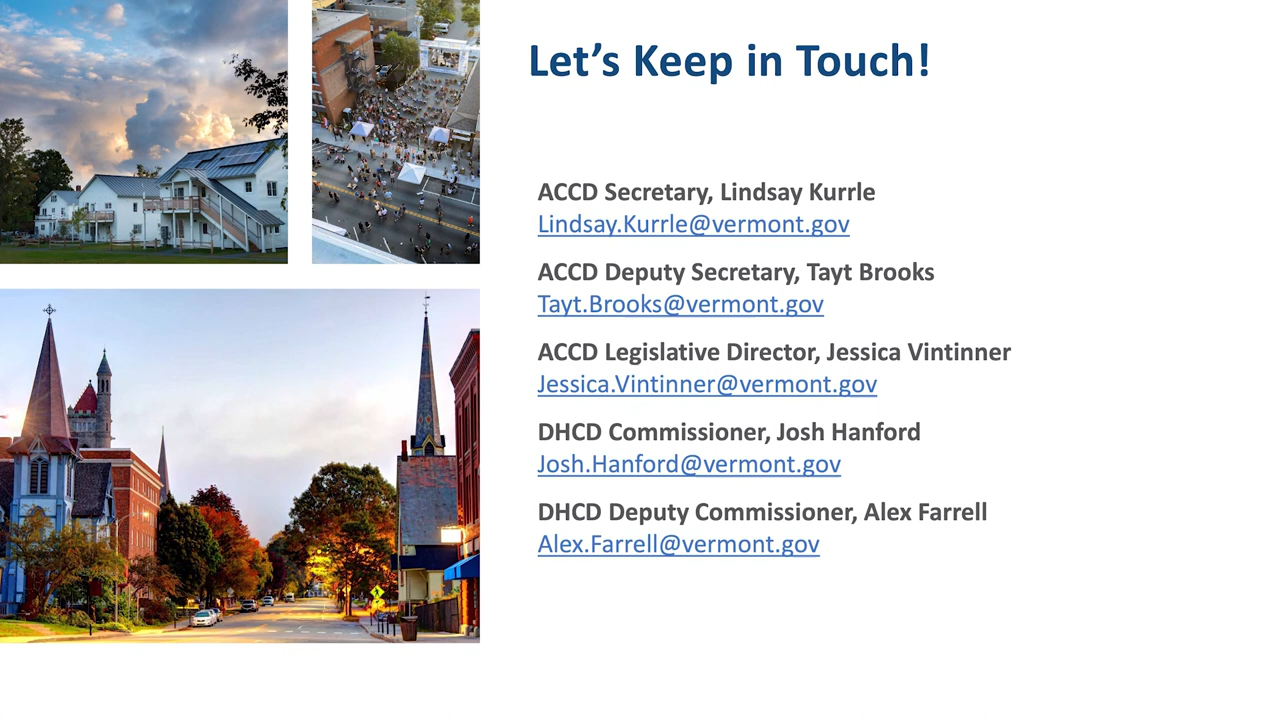 Let's Keep in Touch!
ACCD Secretary, Lindsay Kurrle
Lindsay.Kurrle@vermont.gov
ACCD Deputy Secretary, Tayt Brooks
Tayt.Brooks@vermont.gov
ACCD Legislative Director, Jessica Vintinner
Jessica.Vintinner@vermont.gov
DHCD Commissioner, Josh Hanford
Josh.Hanford@vermont.gov
DHCD Deputy Commissioner, Alex Farrell
Alex.Farrell@vermont.gov